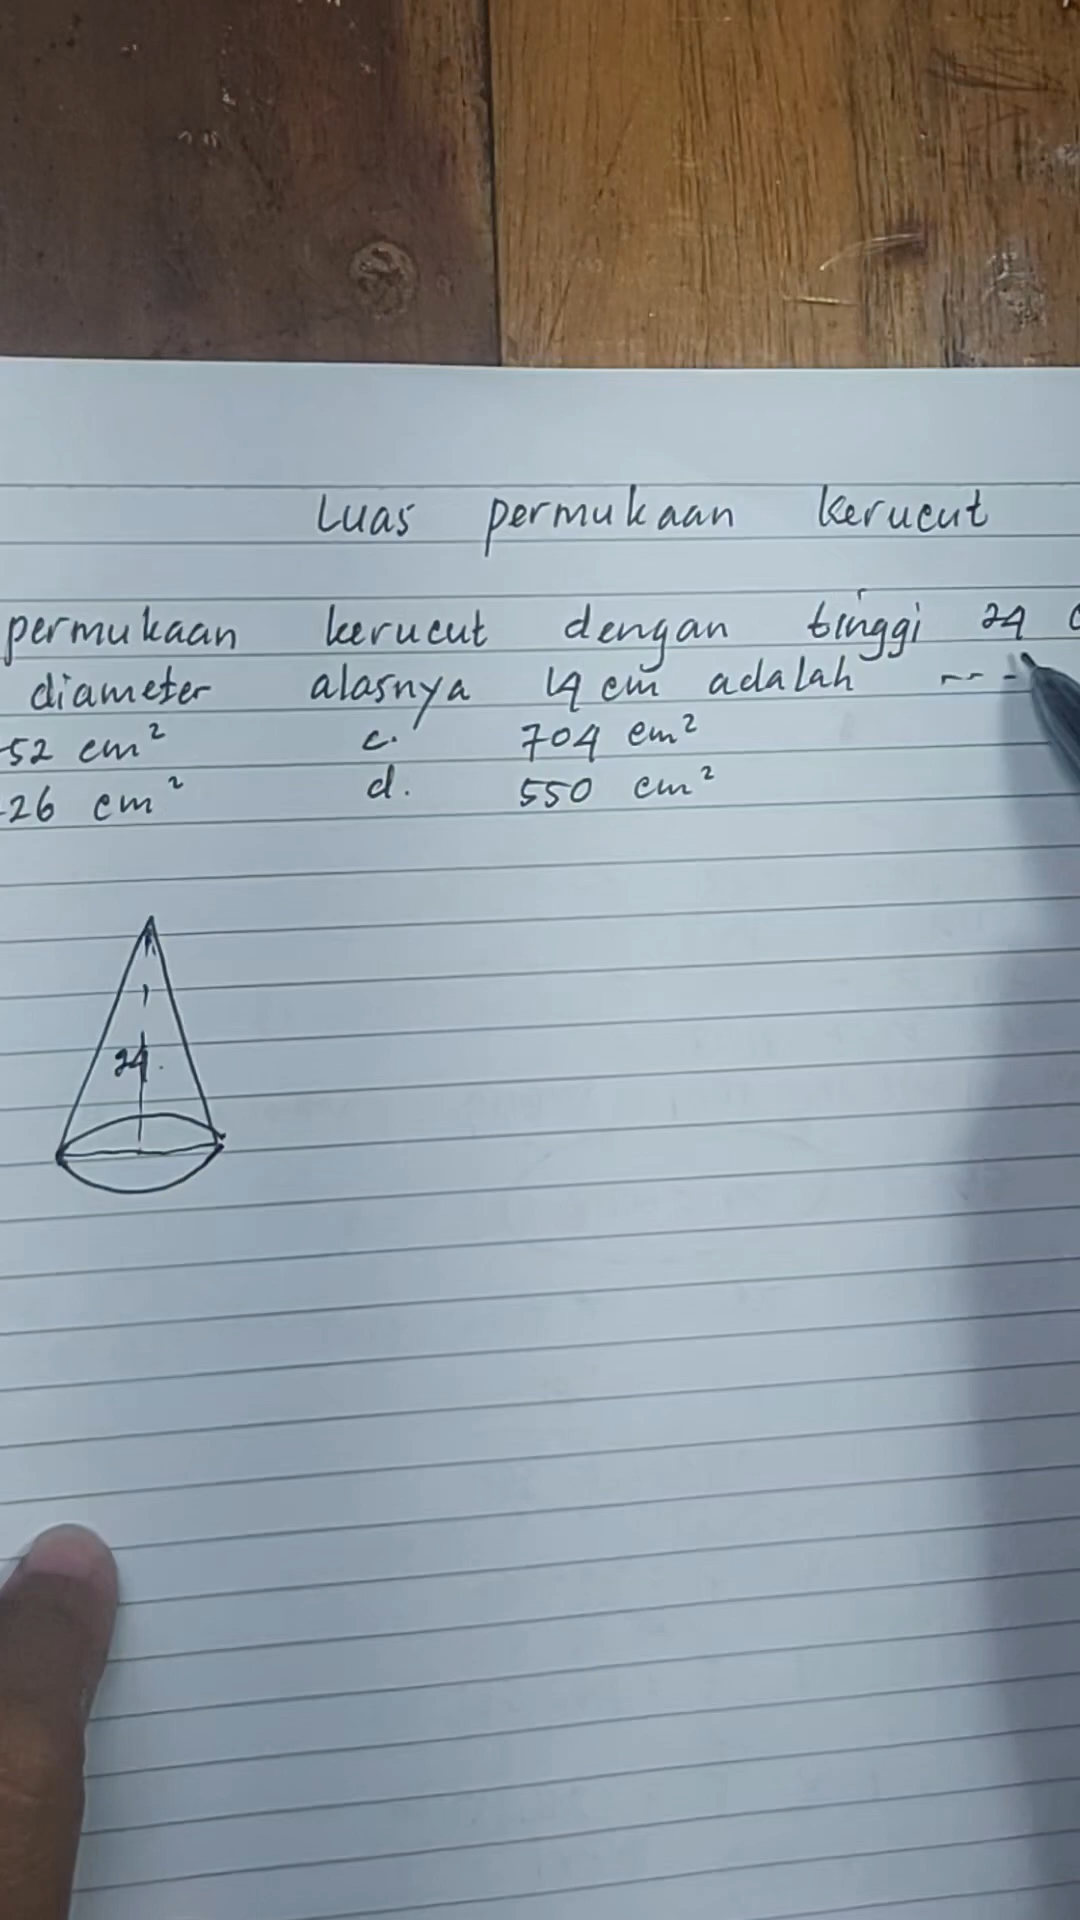 Luas permukaan kerucut
permukaan kerucut dengan tinggi 24 c
diameter alasnya 14 cm adalah ---
52 cm² c. 704 cm²
26 cm² d. 550 cm²
24